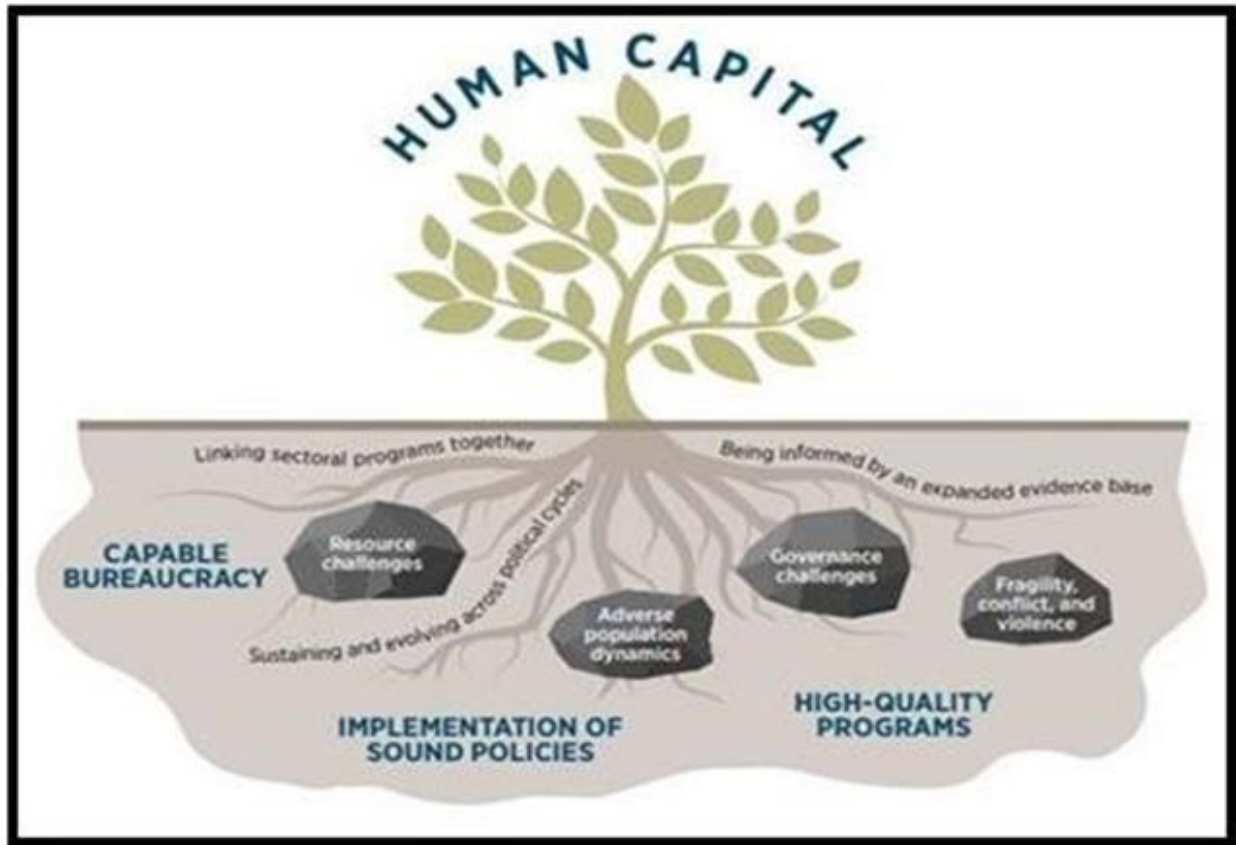 HUMAN CAPITAL
Linking sectoral programs together
Being informed by an expanded evidence base
Sustaining and evolving across political cycles
CAPABLE
BUREAUCRACY
Resource
challenges
Adverse
population
dynamics
Governance
challenges
Fragility,
conflict, and
violence
IMPLEMENTATION OF
SOUND POLICIES
HIGH-QUALITY
PROGRAMS